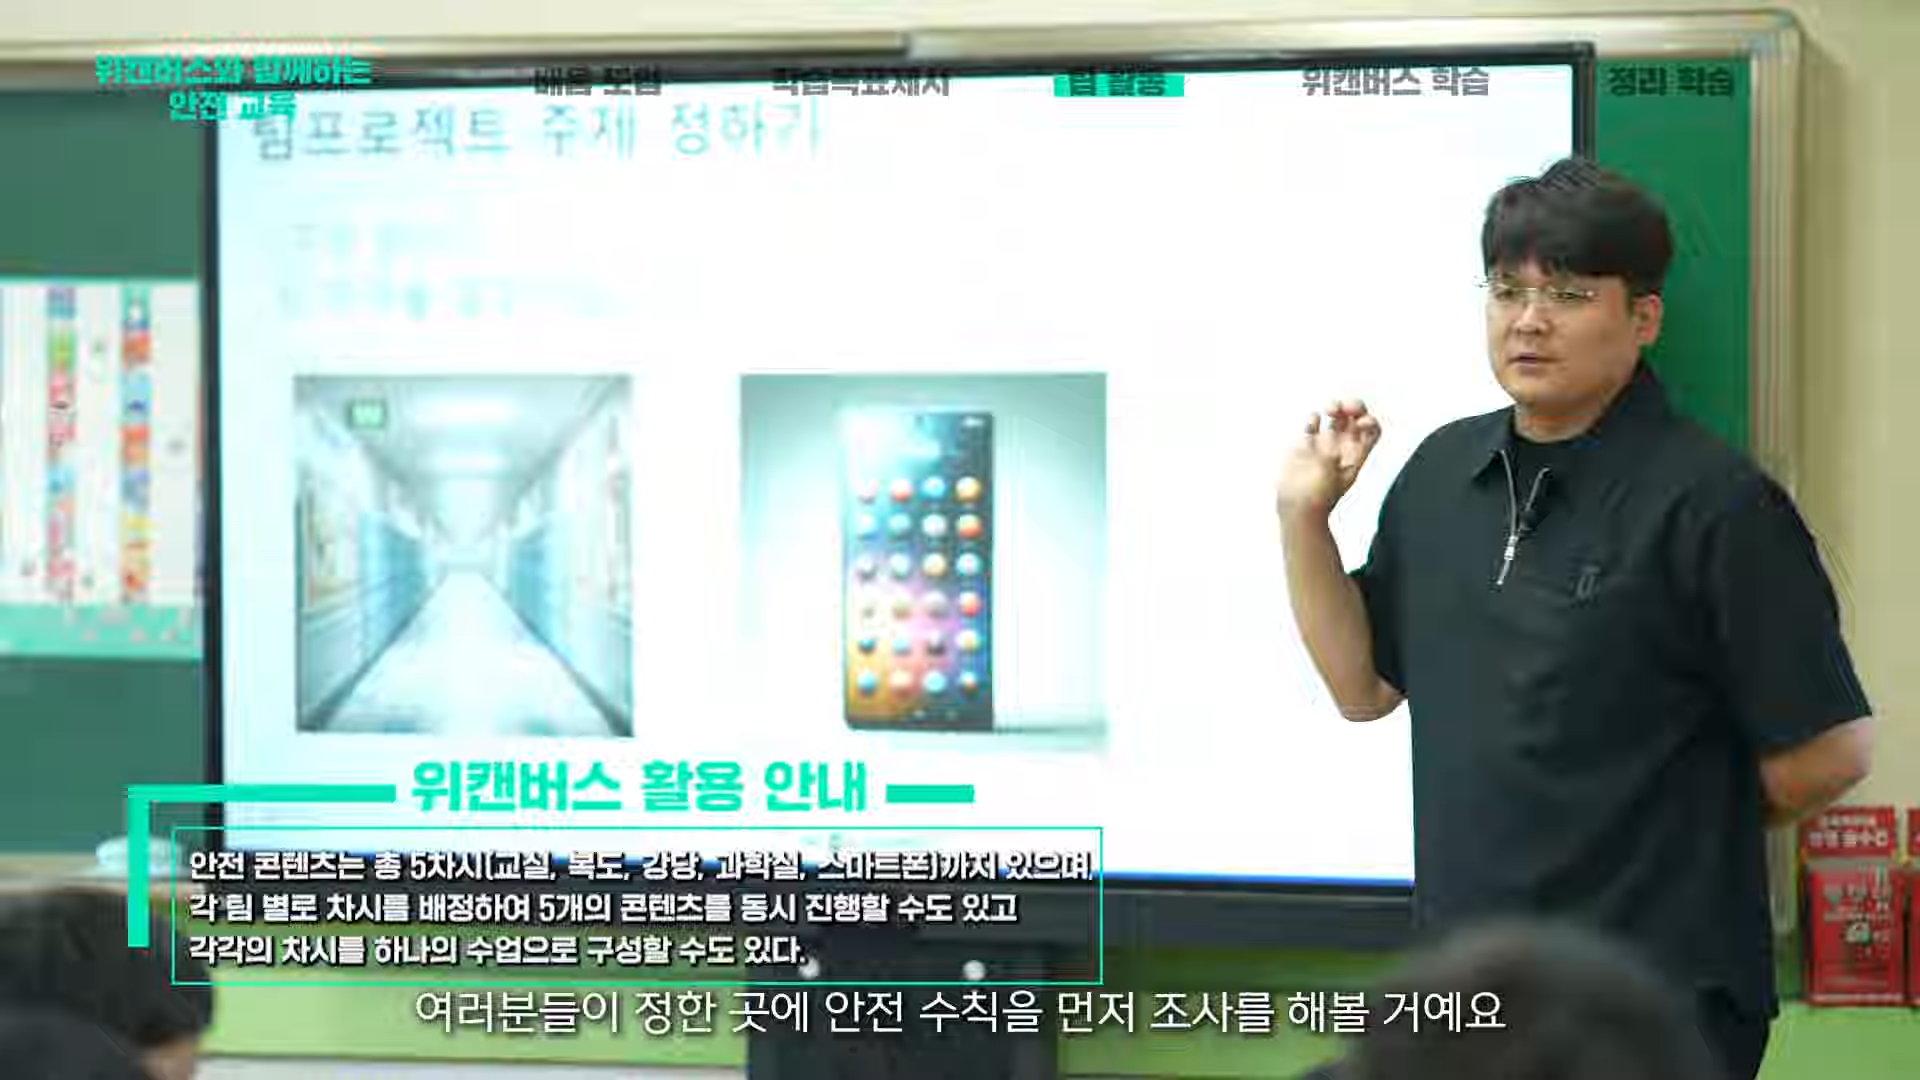 위캔버스와 함께하는
안전 교육
배움 모험
학습목표제시
팀 활동
위캔버스 학습
정리 학습
팀프로젝트 주제 정하기
위캔버스 활용 안내
안전 콘텐츠는 총 5차시(교실, 복도, 강당, 과학실, 스마트폰)까지 있으며,
각 팀 별로 차시를 배정하여 5개의 콘텐츠를 동시 진행할 수도 있고
각각의 차시를 하나의 수업으로 구성할 수도 있다.
여러분들이 정한 곳에 안전 수칙을 먼저 조사를 해볼 거예요